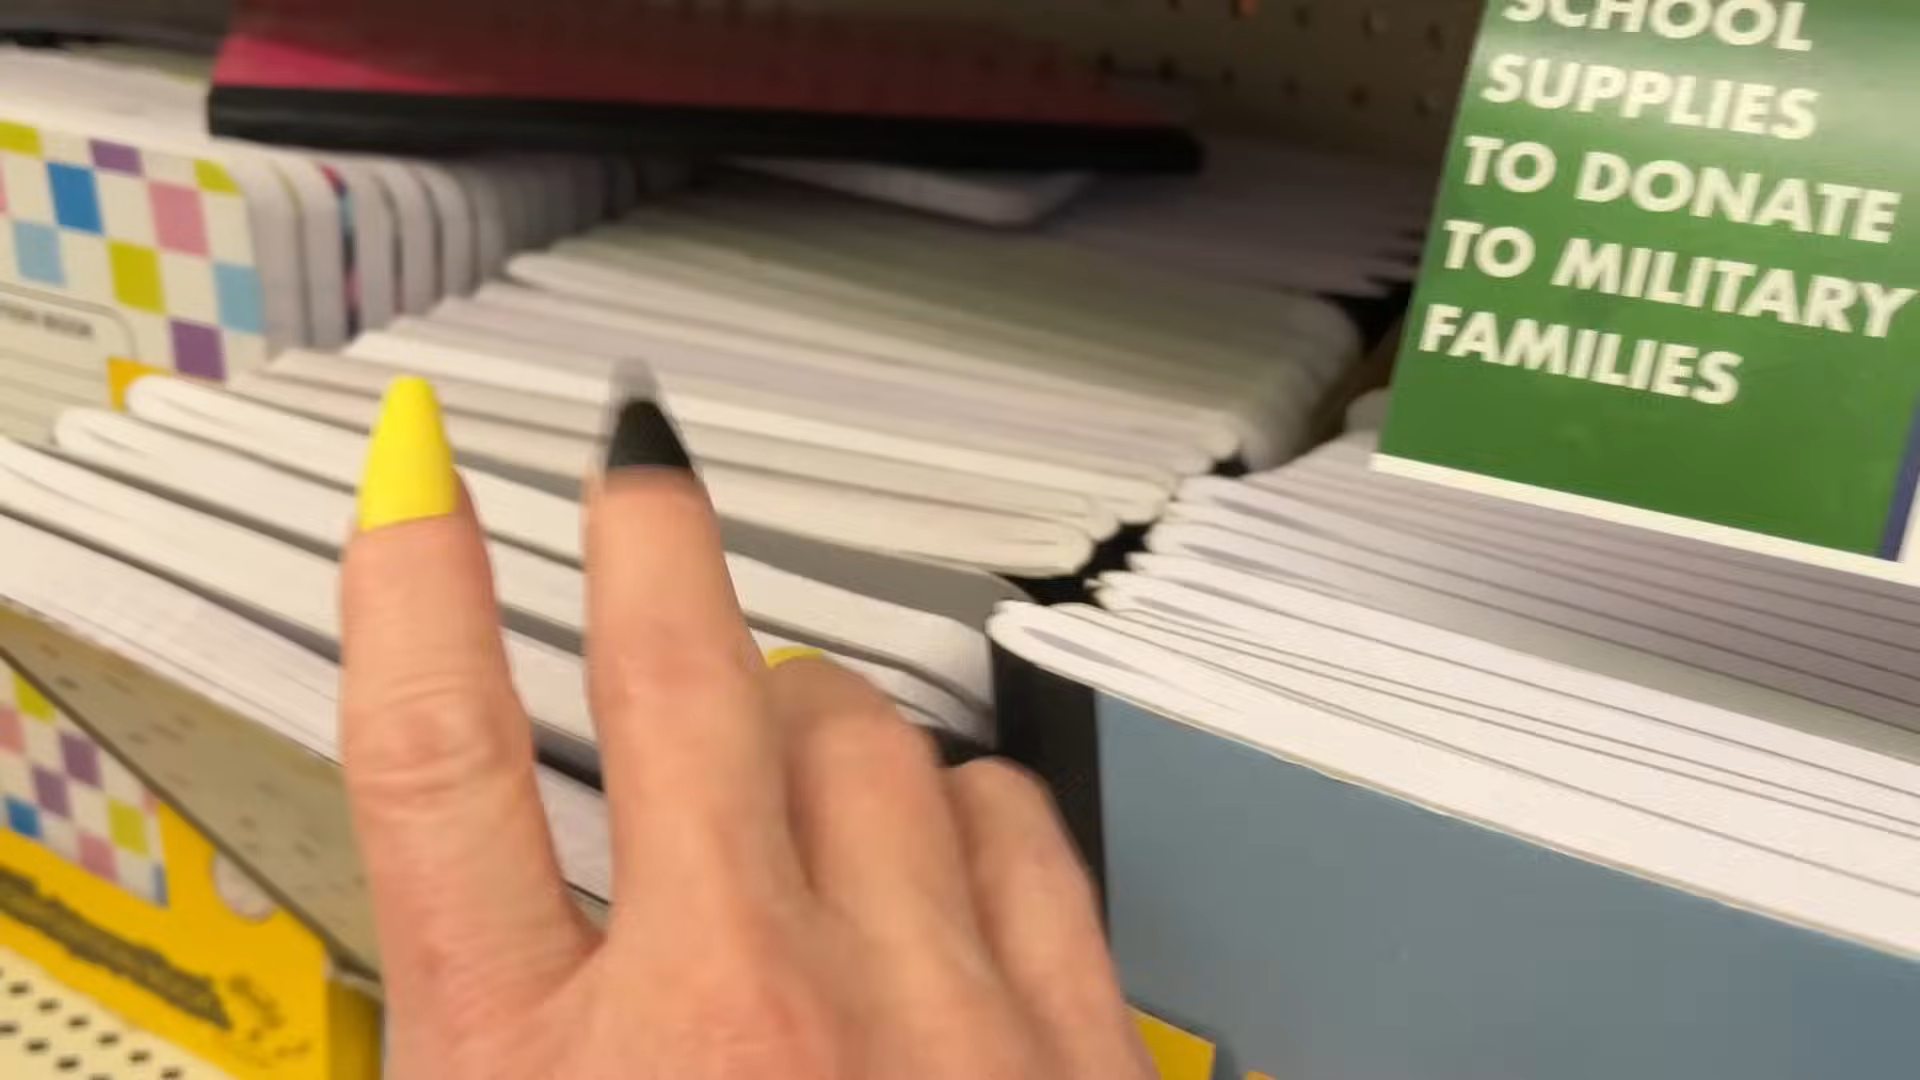 SCHOOL
SUPPLIES
TO DONATE
TO MILITARY
FAMILIES